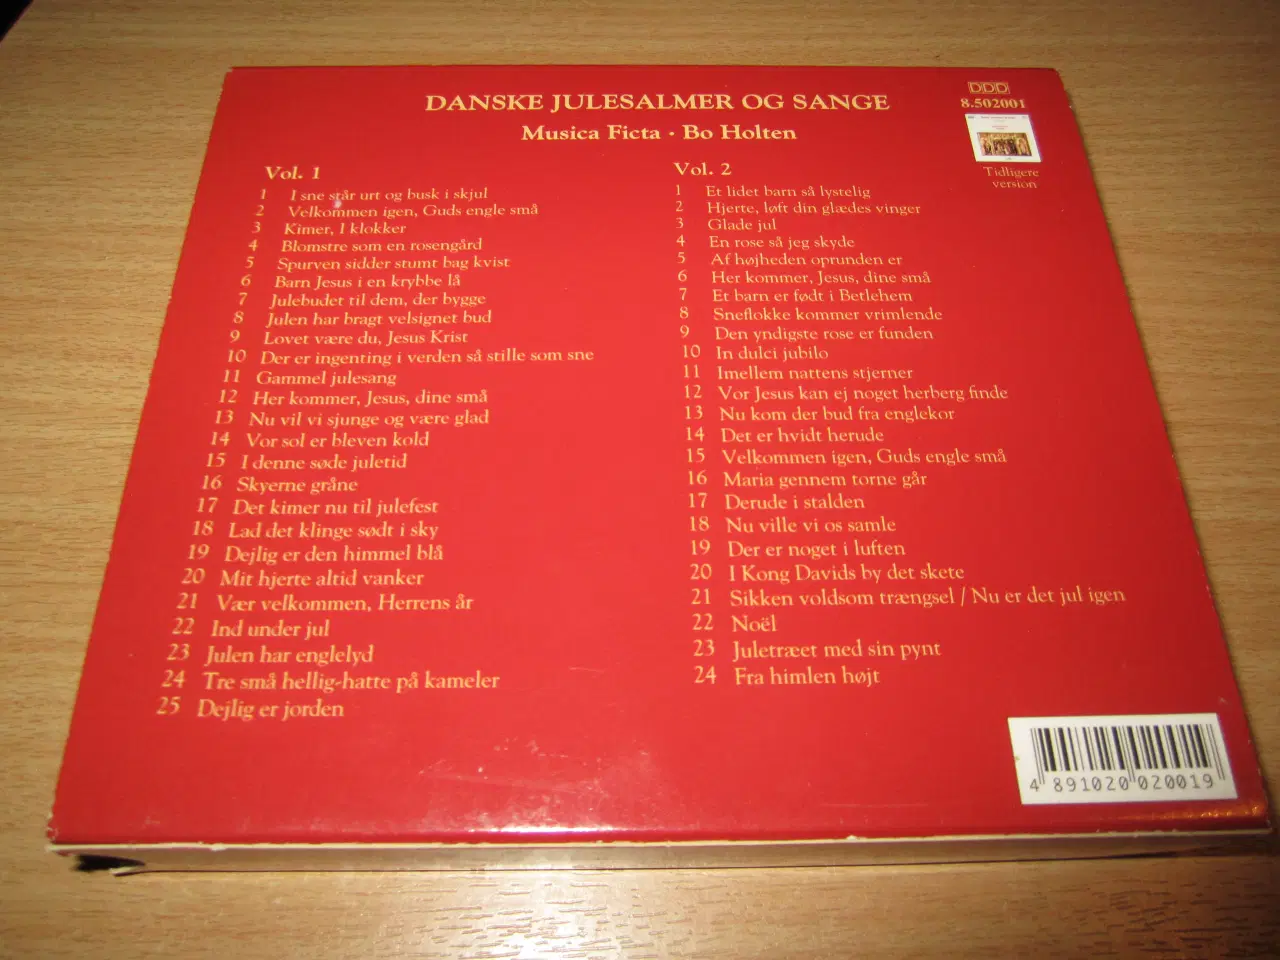 DANSKE JULESALMER OG SANGE
Musica Ficta · Bo Holten
DDD
8.502001
Tidligere
version
Vol. 1
1 I sne står urt og busk i skjul
2 Velkommen igen, Guds engle små
3 Kimer, I klokker
4 Blomstre som en rosengård
5 Spurven sidder stumt bag kvist
6 Barn Jesus i en krybbe lå
7 Julebudet til dem, der bygge
8 Julen har bragt velsignet bud
9 Lovet være du, Jesus Krist
10 Der er ingenting i verden så stille som sne
11 Gammel julesang
12 Her kommer, Jesus, dine små
13 Nu vil vi sjunge og være glad
14 Vor sol er bleven kold
15 I denne søde juletid
16 Skyerne gråne
17 Det kimer nu til julefest
18 Lad det klinge sødt i sky
19 Dejlig er den himmel blå
20 Mit hjerte altid vanker
21 Vær velkommen, Herrens år
22 Ind under jul
23 Julen har englelyd
24 Tre små hellig-hatte på kameler
25 Dejlig er jorden
Vol. 2
1 Et lidet barn så lystelig
2 Hjerte, løft din glædes vinger
3 Glade jul
4 En rose så jeg skyde
5 Af højheden oprunden er
6 Her kommer, Jesus, dine små
7 Et barn er født i Betlehem
8 Sneflokke kommer vrimlende
9 Den yndigste rose er funden
10 In dulci jubilo
11 Imellem nattens stjerner
12 Vor Jesus kan ej noget herberg finde
13 Nu kom der bud fra englekor
14 Det er hvidt herude
15 Velkommen igen, Guds engle små
16 Maria gennem torne går
17 Derude i stalden
18 Nu ville vi os samle
19 Der er noget i luften
20 I Kong Davids by det skete
21 Sikken voldsom trængsel / Nu er det jul igen
22 Noël
23 Juletræet med sin pynt
24 Fra himlen højt
4 891020 020019